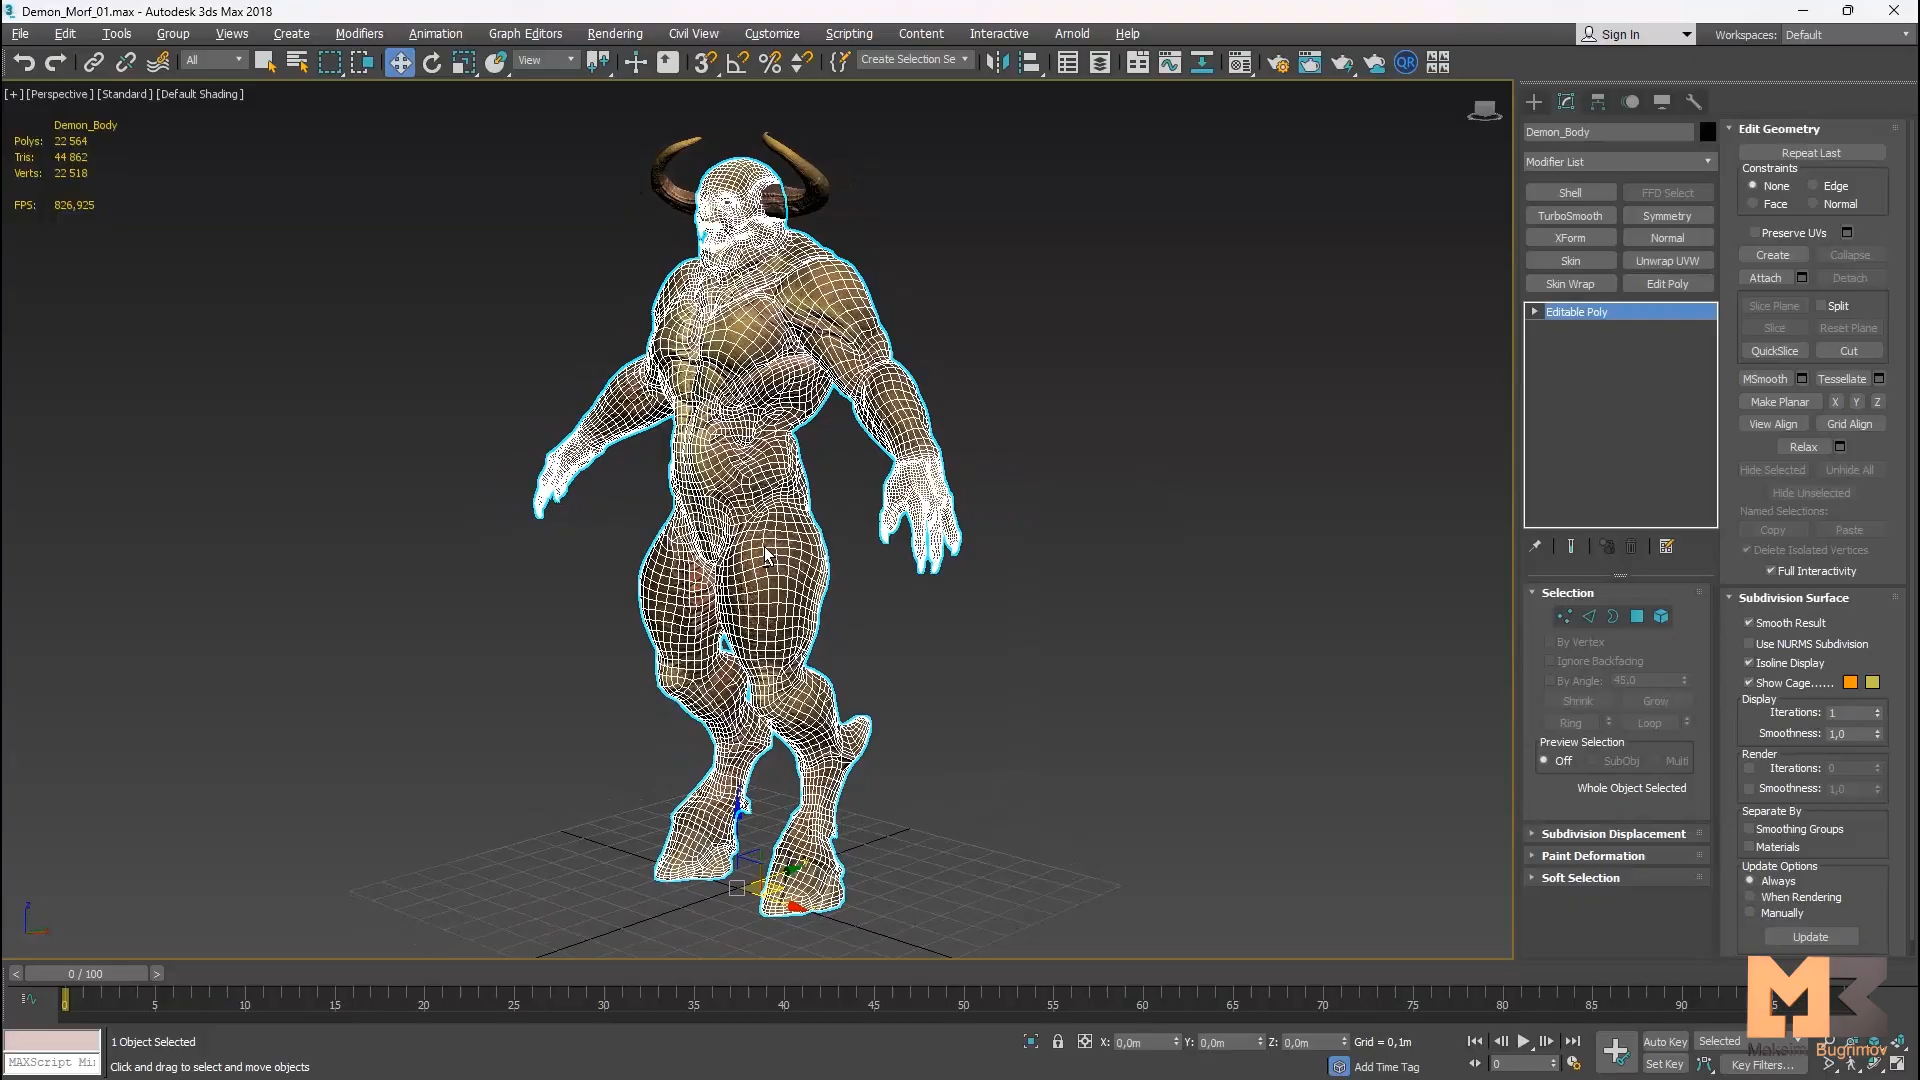 Demon_Morf_01.max - Autodesk 3ds Max 2018
File Edit Tools Group Views Create Modifiers Animation Graph Editors Rendering Civil View Customize Scripting Content Interactive Arnold Help
Sign In
Workspaces: Default
All
View
Create Selection Se
QR
[+] [Perspective] [Standard] [Default Shading]
Demon_Body
Polys: 22 564
Tris: 44 862
Verts: 22 518
FPS: 826,925
Demon_Body
Modifier List
Shell FFD Select
TurboSmooth Symmetry
XForm Normal
Skin Unwrap UVW
Skin Wrap Edit Poly
Editable Poly
Selection
By Vertex
Ignore Backfacing
By Angle: 45,0
Shrink Grow
Ring Loop
Preview Selection
Off SubObj Multi
Whole Object Selected
Subdivision Displacement
Paint Deformation
Soft Selection
Edit Geometry
Repeat Last
Constraints
None Edge
Face Normal
Preserve UVs
Create Collapse
Attach Detach
Slice Plane Split
Slice Reset Plane
QuickSlice Cut
MSmooth Tessellate
Make Planar X Y Z
View Align Grid Align
Relax
Hide Selected Unhide All
Hide Unselected
Named Selections:
Copy Paste
Delete Isolated Vertices
Full Interactivity
Subdivision Surface
Smooth Result
Use NURMS Subdivision
Isoline Display
Show Cage......
Display
Iterations: 1
Smoothness: 1,0
Render
Iterations: 0
Smoothness: 1,0
Separate By
Smoothing Groups
Materials
Update Options
Always
When Rendering
Manually
Update
< 0 / 100 >
0 5 10 15 20 25 30 35 40 45 50 55 60 65 70 75 80 85 90
1 Object Selected
X: 0,0m Y: 0,0m Z: 0,0m Grid = 0,1m
Auto Key Selected
MAXScript Mi
Click and drag to select and move objects
Add Time Tag
0
Set Key Key Filters...
Maksim Bugrimov